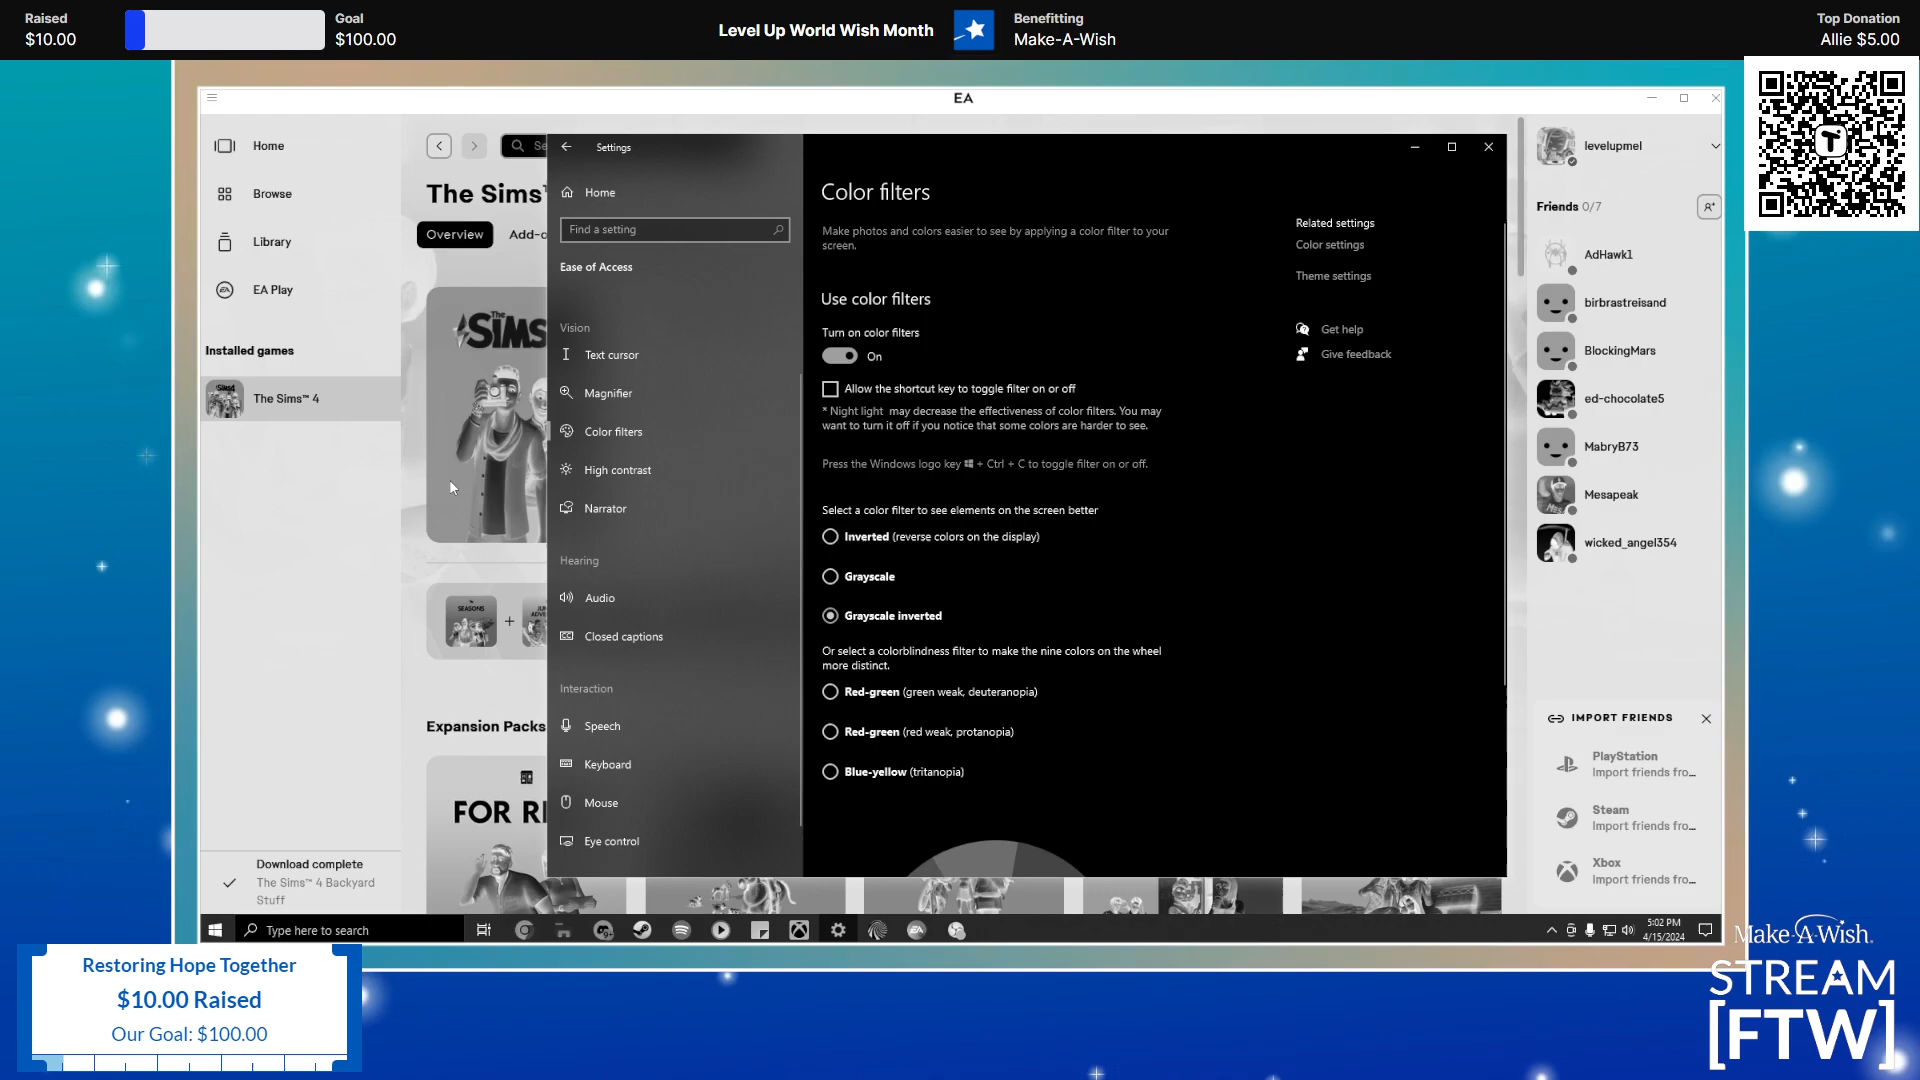 Raised
$10.00
Goal
$100.00
Level Up World Wish Month
Benefitting
Make-A-Wish
Top Donation
Allie $5.00
EA
Home
Browse
Library
EA Play
Installed games
The Sims™ 4
Download complete
The Sims™ 4 Backyard
Stuff
Se
The Sims™
Overview
Add-o
The
SIMS
SEASONS
+
Expansion Packs
FOR RE
Settings
Home
Find a setting
Ease of Access
Vision
Text cursor
Magnifier
Color filters
High contrast
Narrator
Hearing
Audio
Closed captions
Interaction
Speech
Keyboard
Mouse
Eye control
Color filters
Make photos and colors easier to see by applying a color filter to your
screen.
Use color filters
Turn on color filters
On
Allow the shortcut key to toggle filter on or off
* Night light may decrease the effectiveness of color filters. You may
want to turn it off if you notice that some colors are harder to see.
Press the Windows logo key + Ctrl + C to toggle filter on or off.
Select a color filter to see elements on the screen better
Inverted (reverse colors on the display)
Grayscale
Grayscale inverted
Or select a colorblindness filter to make the nine colors on the wheel
more distinct.
Red-green (green weak, deuteranopia)
Red-green (red weak, protanopia)
Blue-yellow (tritanopia)
Related settings
Color settings
Theme settings
Get help
Give feedback
levelupmel
Friends 0/7
AdHawk1
birbrastreisand
BlockingMars
ed-chocolate5
MabryB73
Mesapeak
wicked_angel354
IMPORT FRIENDS
PlayStation
Import friends fro...
Steam
Import friends fro...
Xbox
Import friends fro...
Type here to search
5:02 PM
4/15/2024
Restoring Hope Together
$10.00 Raised
Our Goal: $100.00
Make-A-Wish.
STREAM
[FTW]